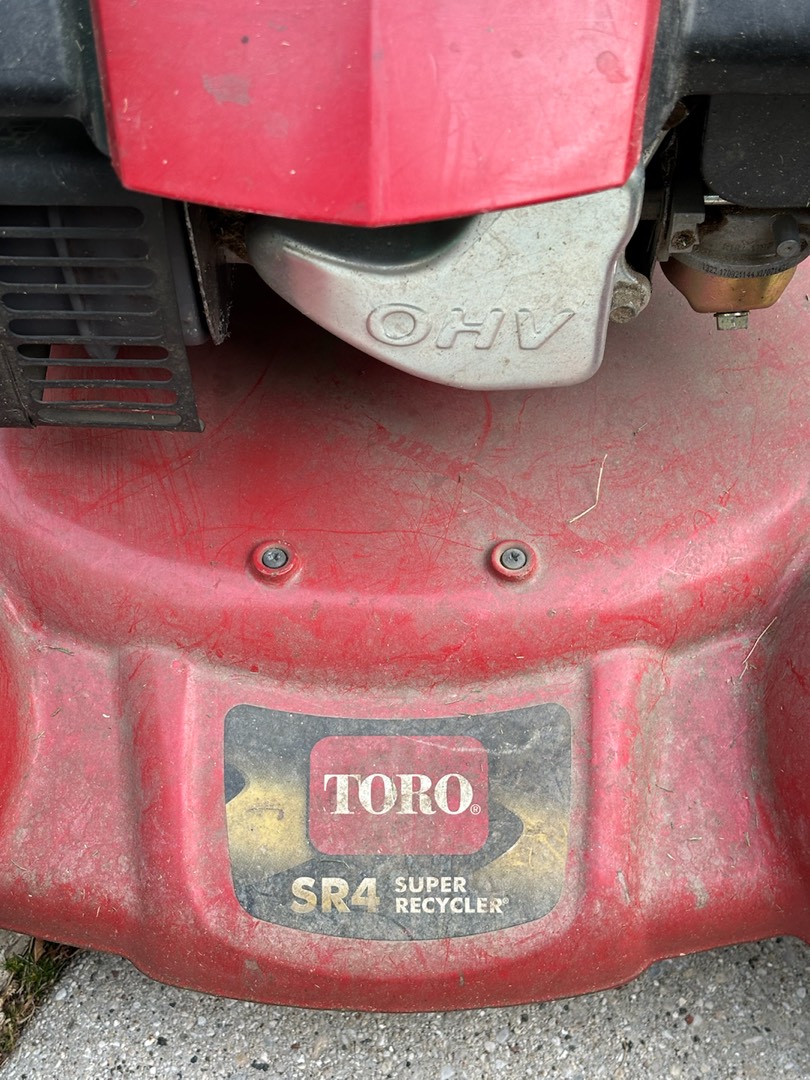 OHV
TORO®
SR4 SUPER
RECYCLER®